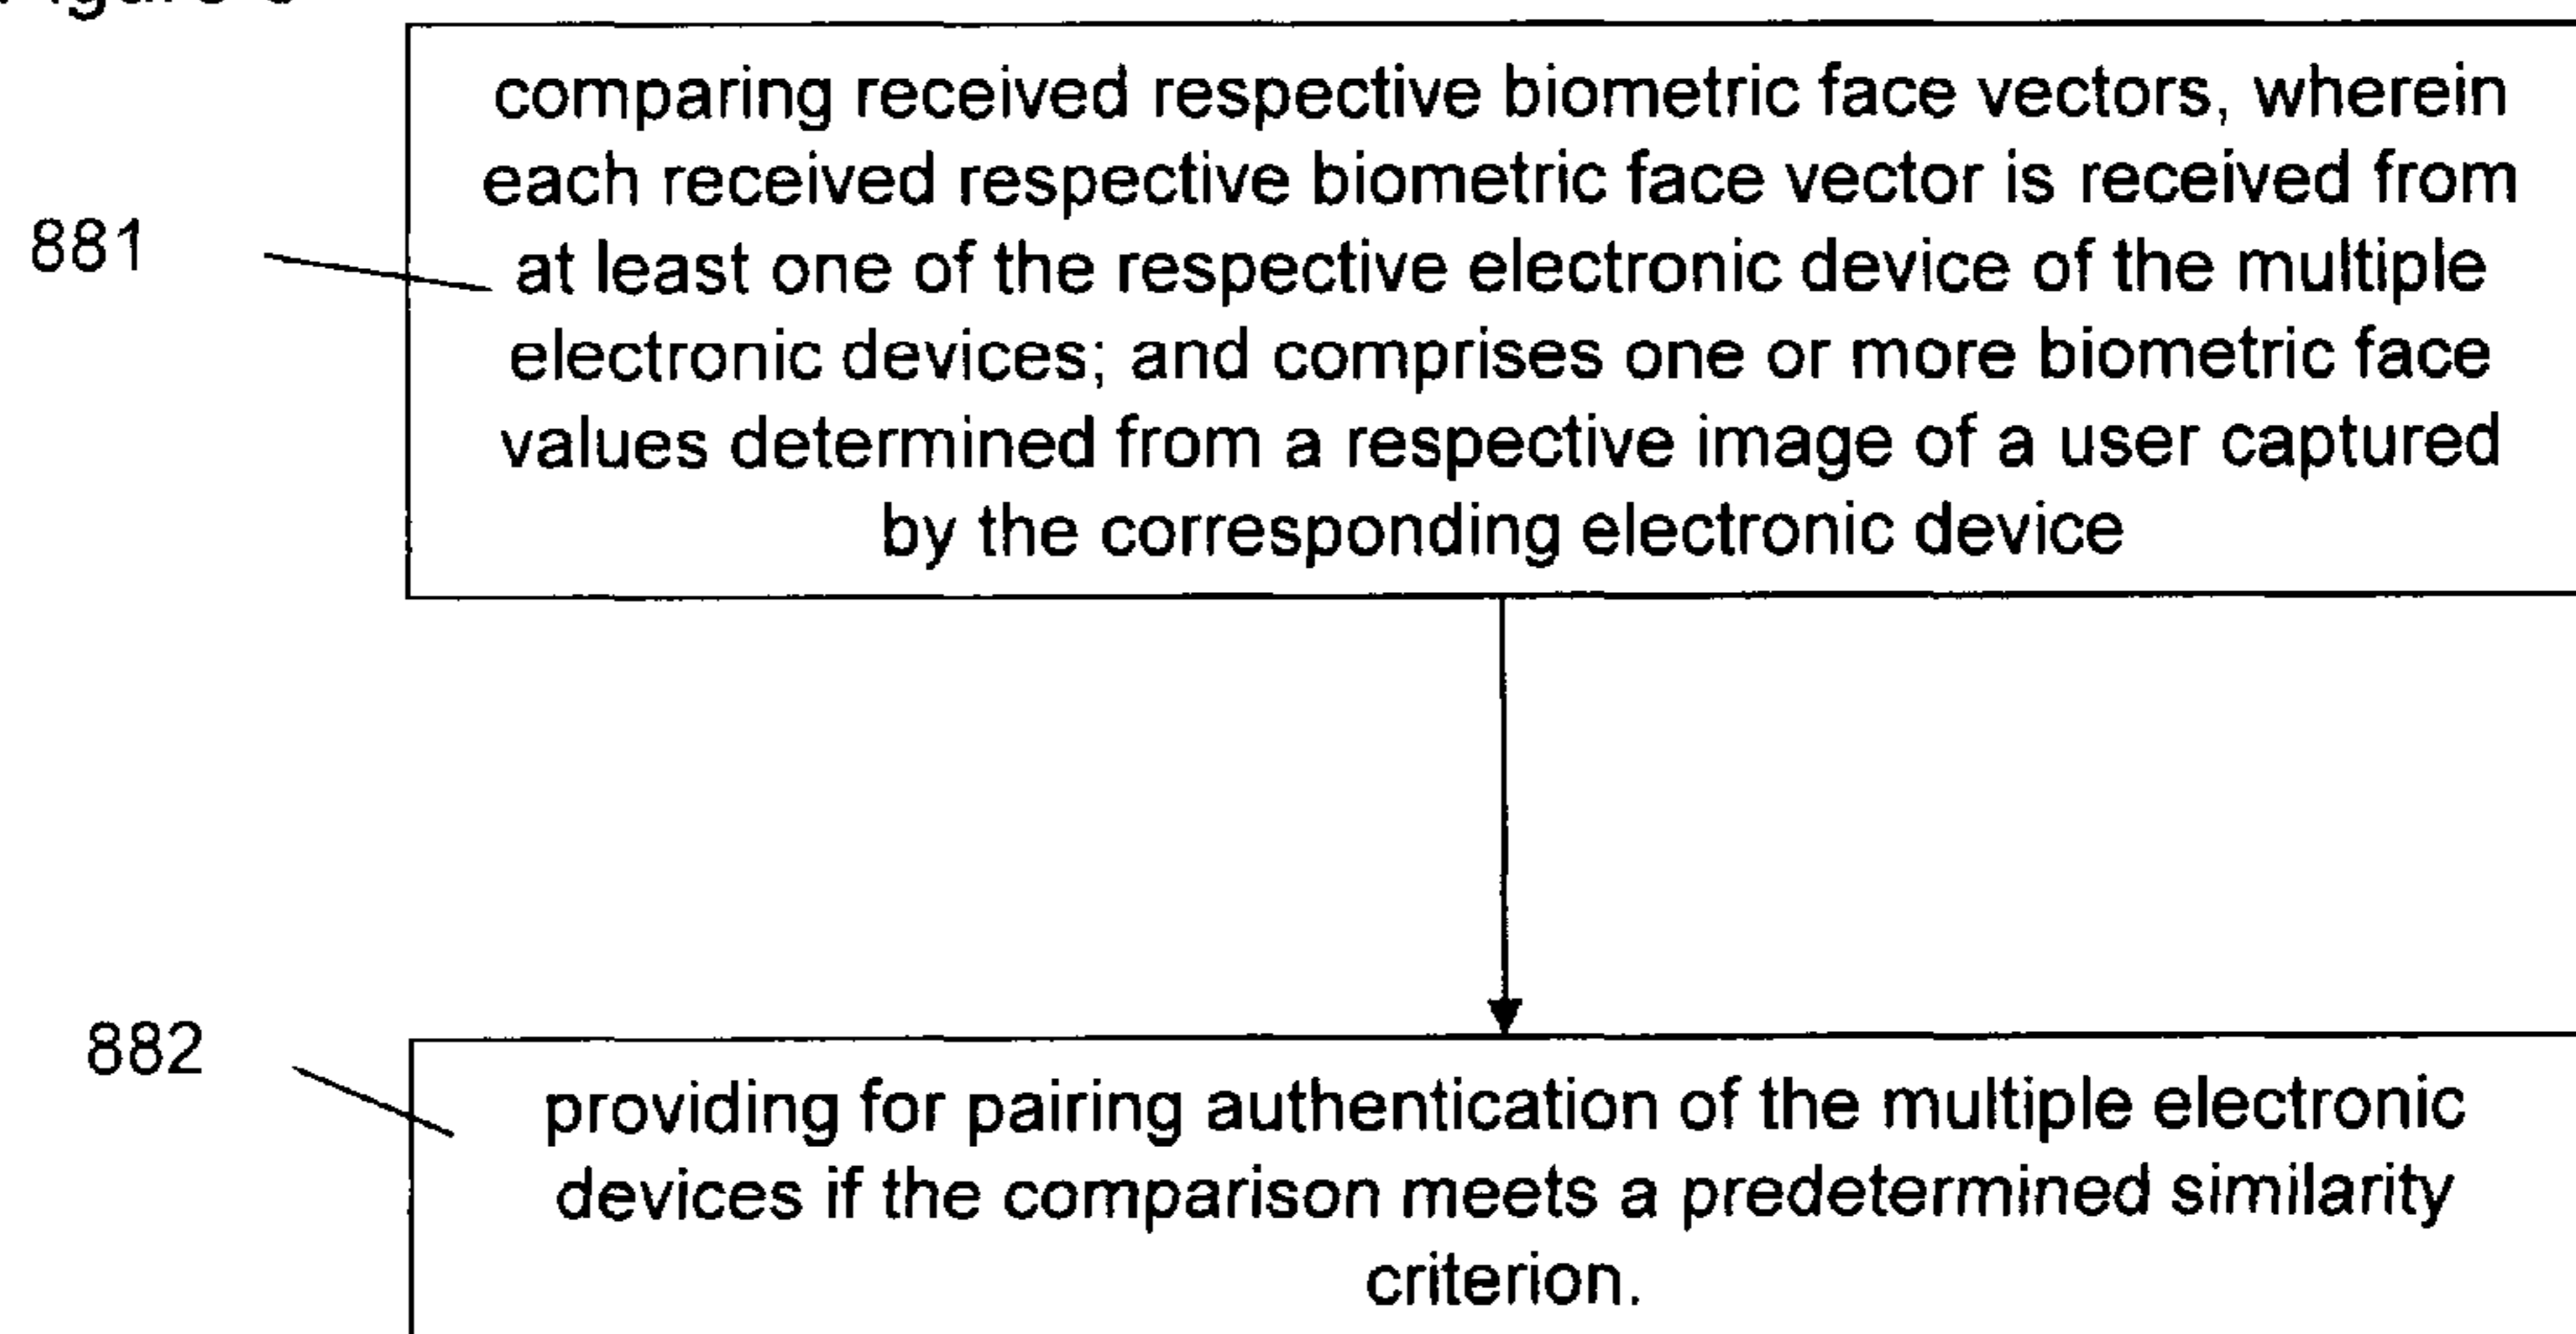 comparing received respective biometric face vectors, wherein
each received respective biometric face vector is received from
881
at least one of the respective electronic device of the multiple
electronic devices; and comprises one or more biometric face
values determined from a respective image of a user captured
by the corresponding electronic device
882
providing for pairing authentication of the multiple electronic
devices if the comparison meets a predetermined similarity
criterion.